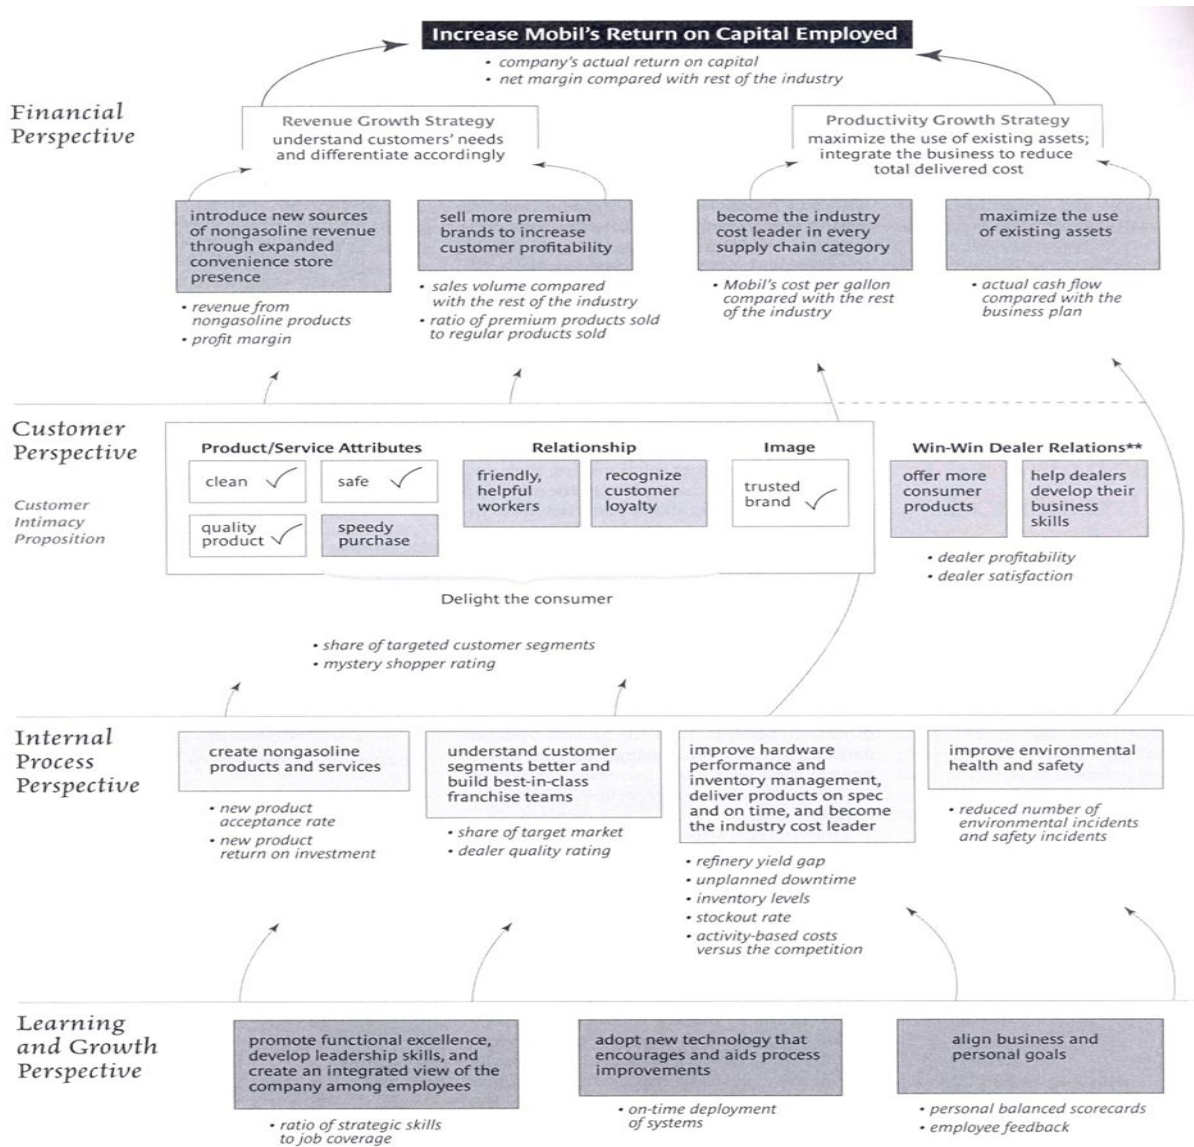 Increase Mobil's Return on Capital Employed
• company's actual return on capital
• net margin compared with rest of the industry
Financial
Perspective
Revenue Growth Strategy
understand customers' needs
and differentiate accordingly
Productivity Growth Strategy
maximize the use of existing assets;
integrate the business to reduce
total delivered cost
introduce new sources
of nongasoline revenue
through expanded
convenience store
presence
• revenue from
nongasoline products
• profit margin
sell more premium
brands to increase
customer profitability
• sales volume compared
with the rest of the industry
• ratio of premium products sold
to regular products sold
become the industry
cost leader in every
supply chain category
• Mobil's cost per gallon
compared with the rest
of the industry
maximize the use
of existing assets
• actual cash flow
compared with the
business plan
Customer
Perspective
Customer
Intimacy
Proposition
Product/Service Attributes
clean
safe
quality
product
speedy
purchase
Relationship
friendly,
helpful
workers
recognize
customer
loyalty
Image
trusted
brand
Win-Win Dealer Relations**
offer more
consumer
products
help dealers
develop their
business
skills
• dealer profitability
• dealer satisfaction
Delight the consumer
• share of targeted customer segments
• mystery shopper rating
Internal
Process
Perspective
create nongasoline
products and services
• new product
acceptance rate
• new product
return on investment
understand customer
segments better and
build best-in-class
franchise teams
• share of target market
• dealer quality rating
improve hardware
performance and
inventory management,
deliver products on spec
and on time, and become
the industry cost leader
• refinery yield gap
• unplanned downtime
• inventory levels
• stockout rate
• activity-based costs
versus the competition
improve environmental
health and safety
• reduced number of
environmental incidents
and safety incidents
Learning
and Growth
Perspective
promote functional excellence,
develop leadership skills, and
create an integrated view of the
company among employees
• ratio of strategic skills
to job coverage
adopt new technology that
encourages and aids process
improvements
• on-time deployment
of systems
align business and
personal goals
• personal balanced scorecards
• employee feedback